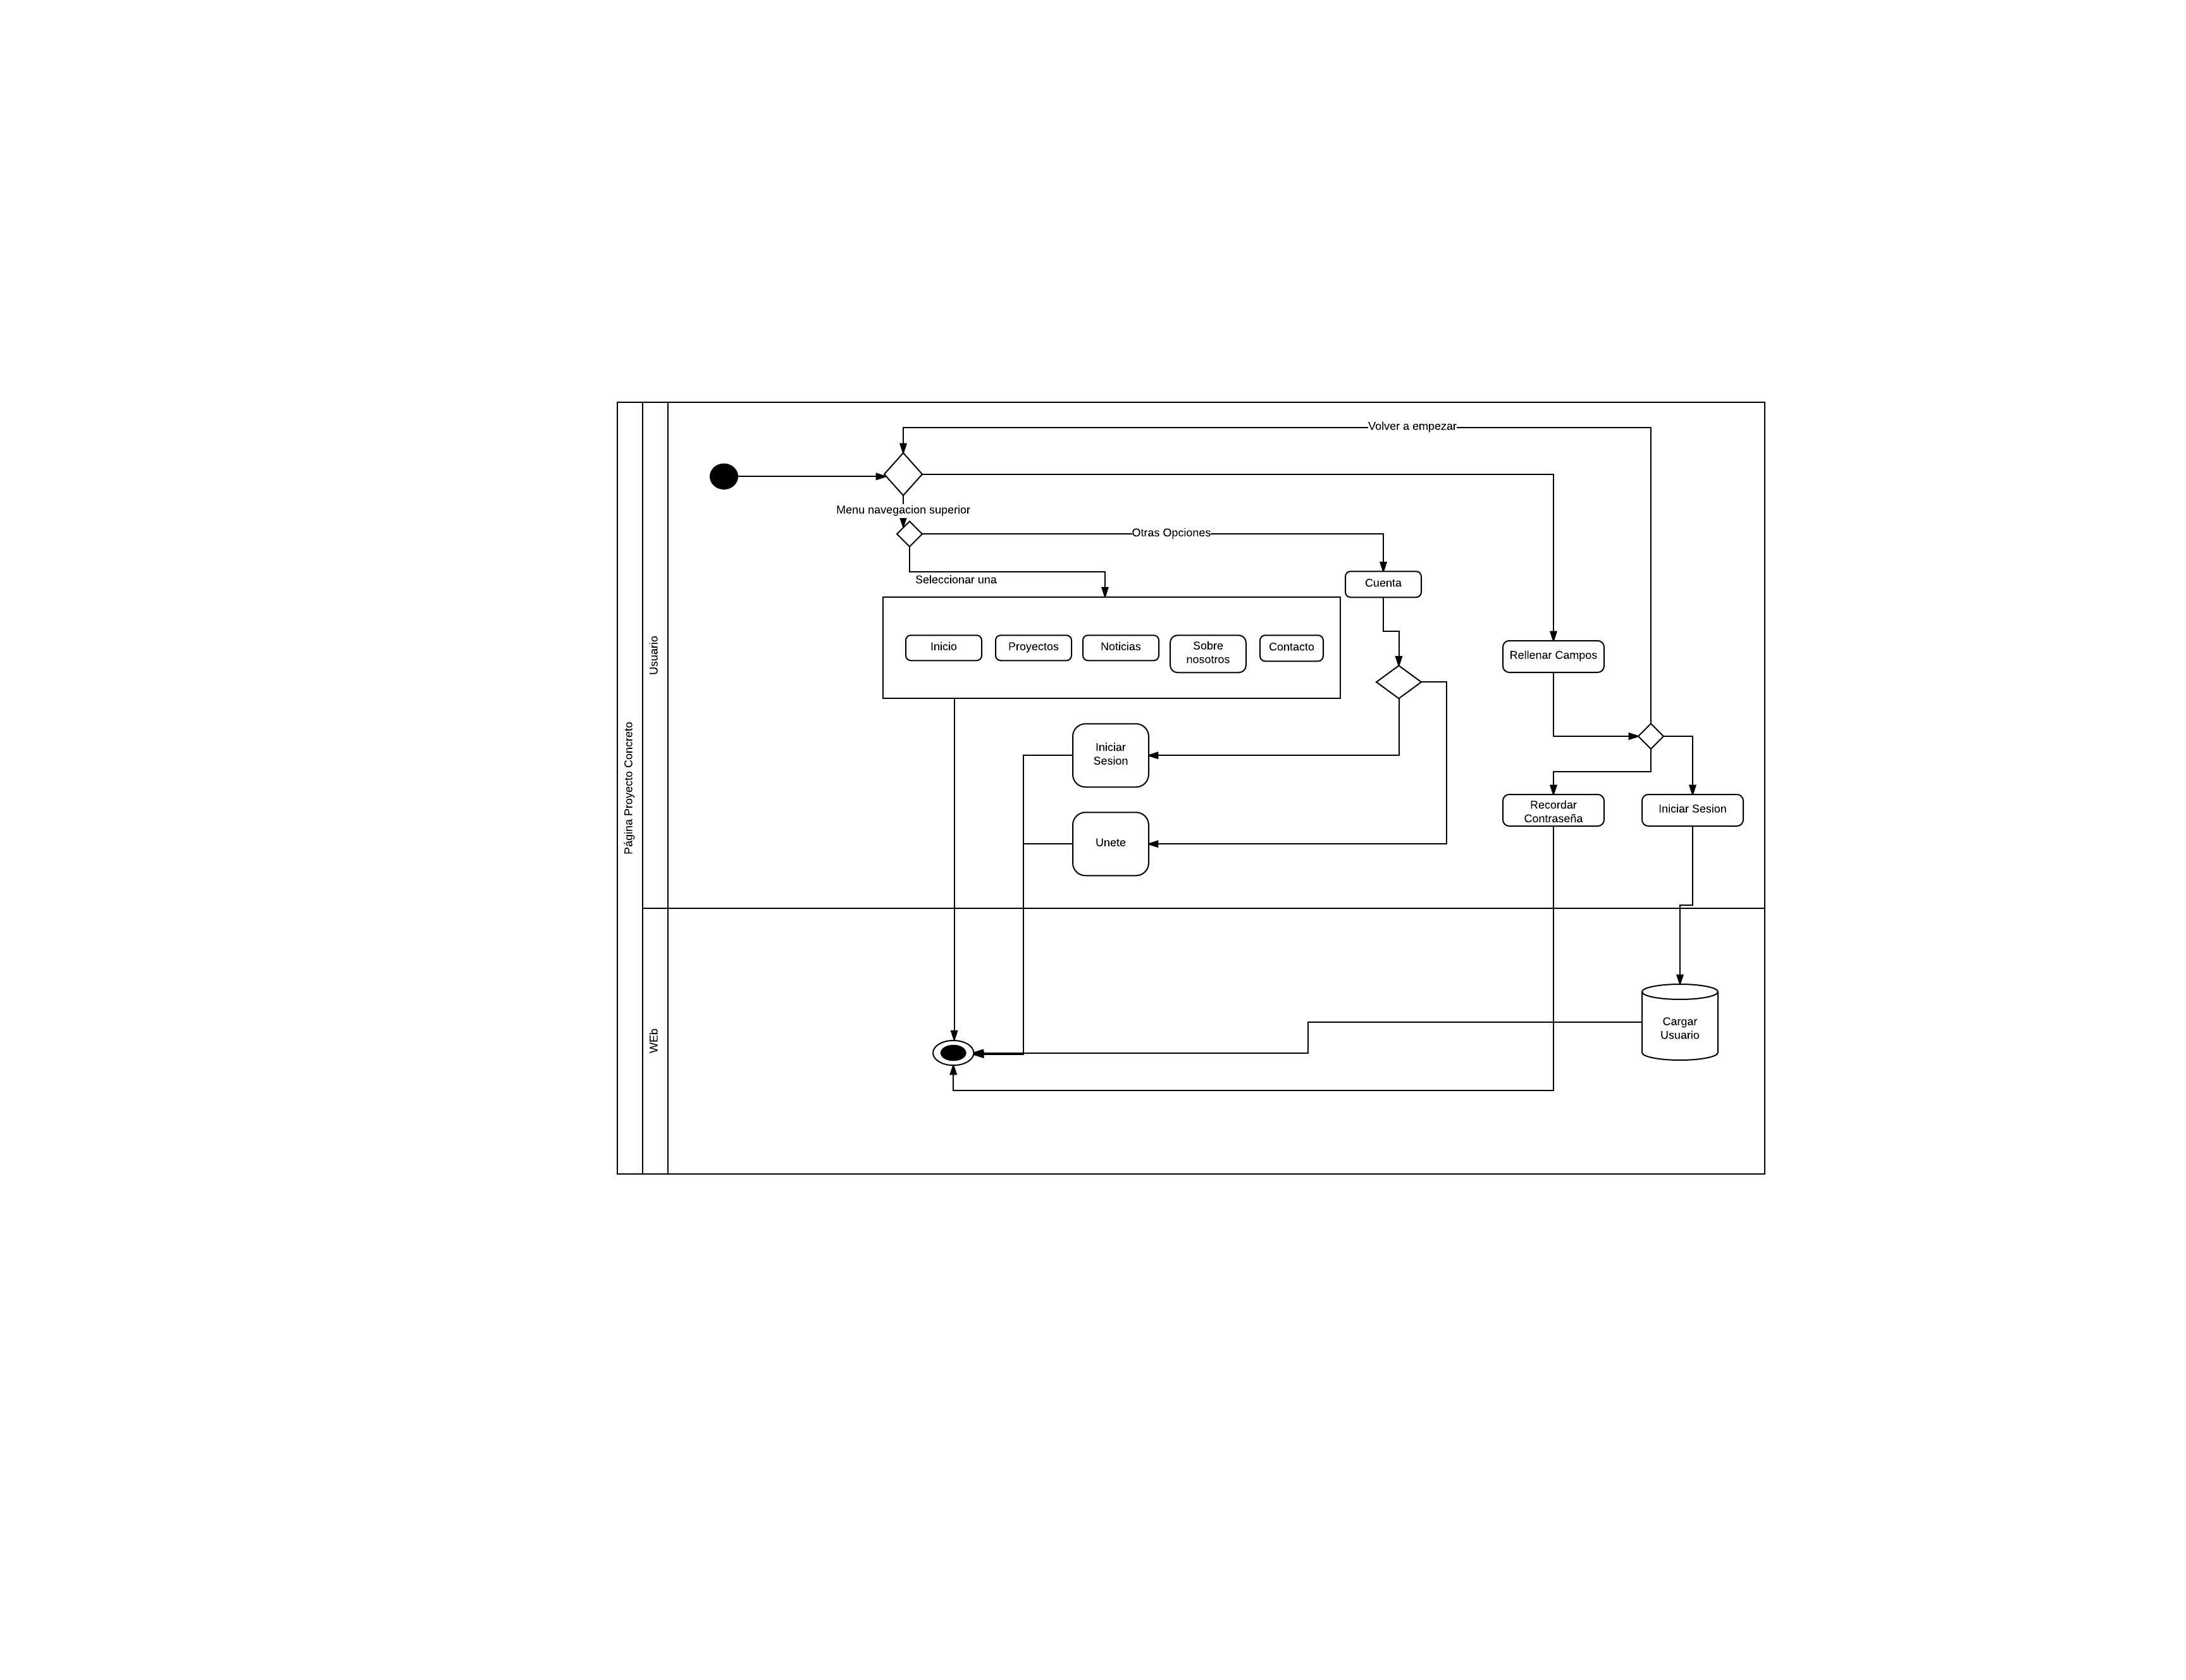 Página Proyecto Concreto
Usuario
WEb
Volver a empezar
Menu navegacion superior
Otras Opciones
Seleccionar una
Cuenta
Inicio
Proyectos
Noticias
Sobre
nosotros
Contacto
Rellenar Campos
Iniciar
Sesion
Unete
Recordar
Contraseña
Iniciar Sesion
Cargar
Usuario